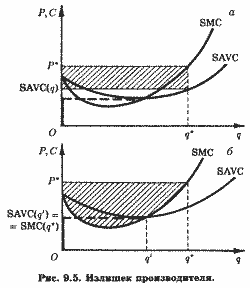 P, C
а
SMC
SAVC
P*
SAVC(q)
O
q*
q
P, C
б
SMC
SAVC
P*
SAVC(q') =
= SMC(q*)
O
q'
q*
q
Рис. 9.5. Излишек производителя.